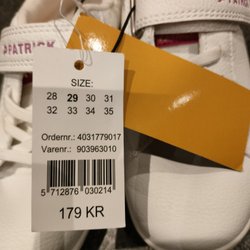 PATRICK
PATRI
SIZE:
28 29 30 31
32 33 34 35
Ordernr.: 4031779017
Varenr.: 903963010
5 712876 030214
179 KR